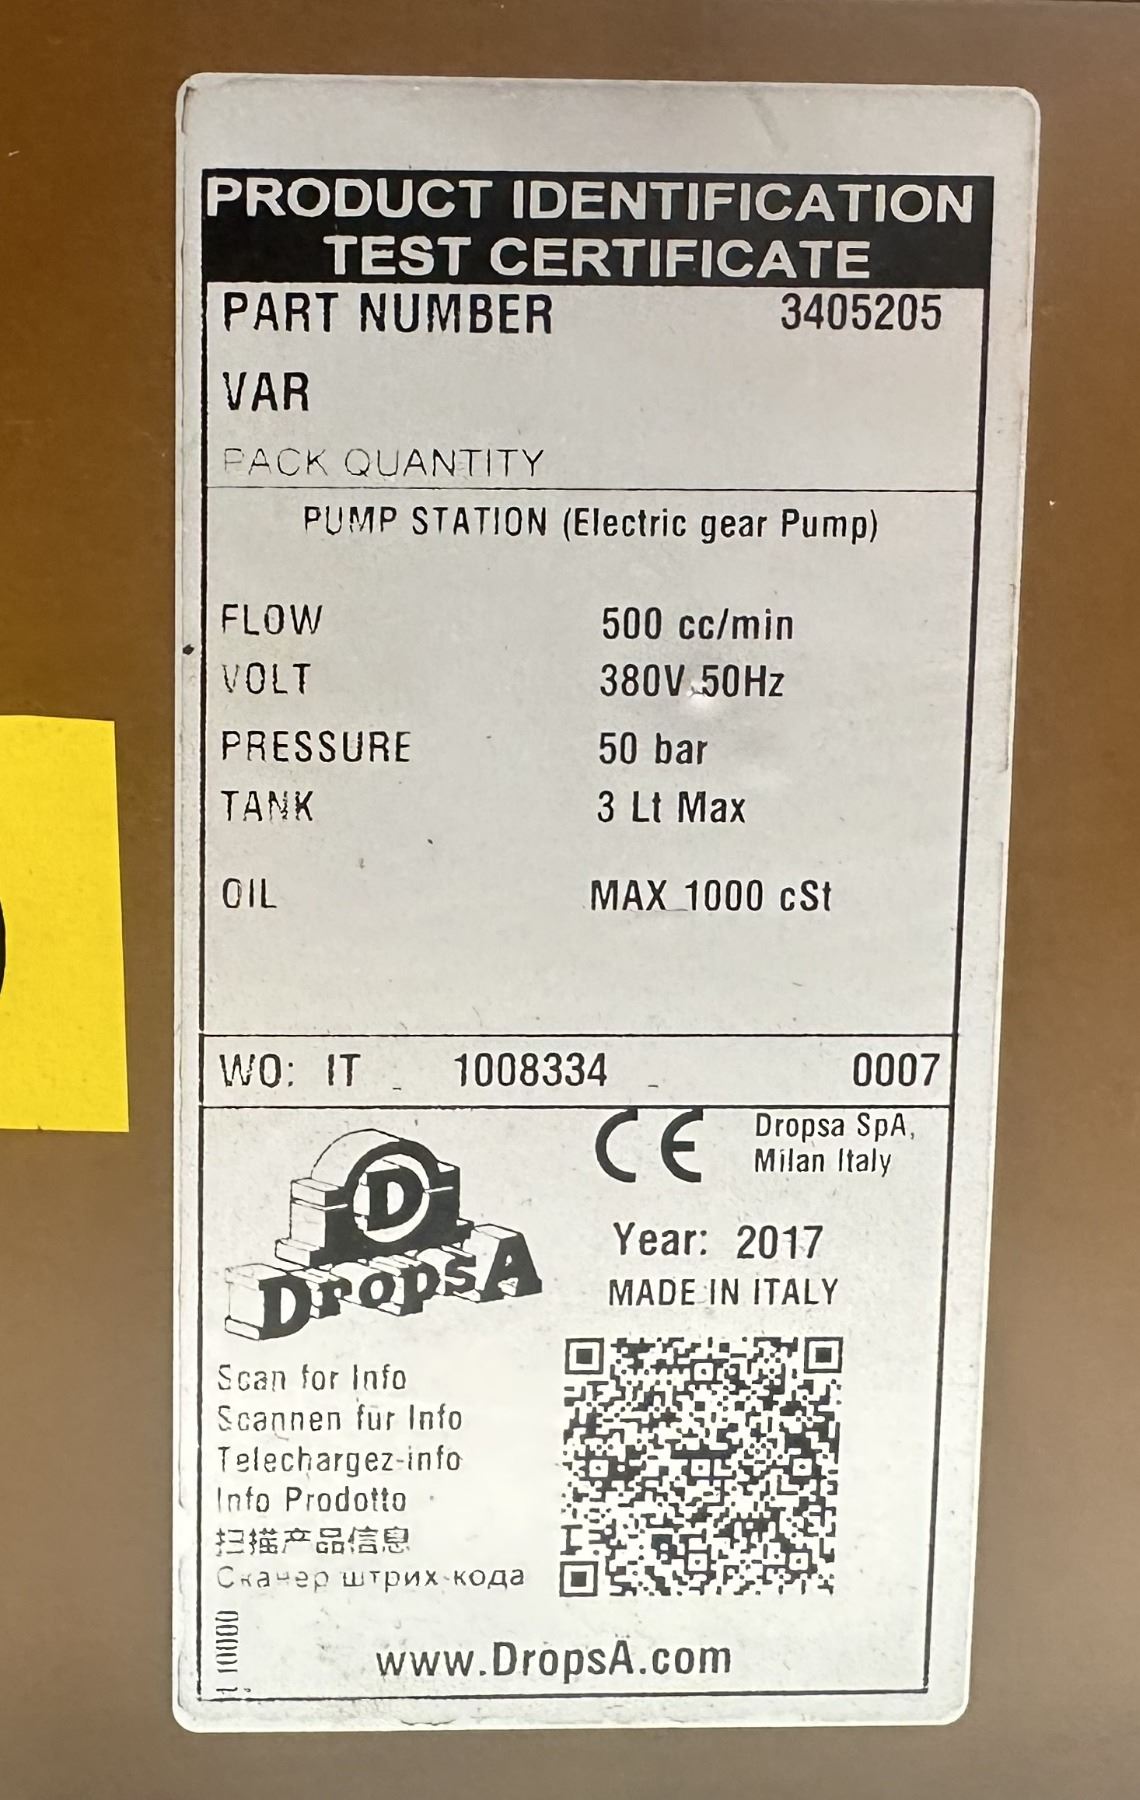 PRODUCT IDENTIFICATION
TEST CERTIFICATE
PART NUMBER 3405205
VAR
PACK QUANTITY
PUMP STATION (Electric gear Pump)
FLOW 500 cc/min
VOLT 380V 50Hz
PRESSURE 50 bar
TANK 3 Lt Max
OIL MAX 1000 cSt
WO: IT - 1008334 - 0007
CE Dropsa SpA,
Milan Italy
D
DropsA
Year: 2017
MADE IN ITALY
Scan for Info
Scannen fur Info
Telechargez-info
Info Prodotto
扫描产品信息
Сканер штрих-кода
www.DropsA.com